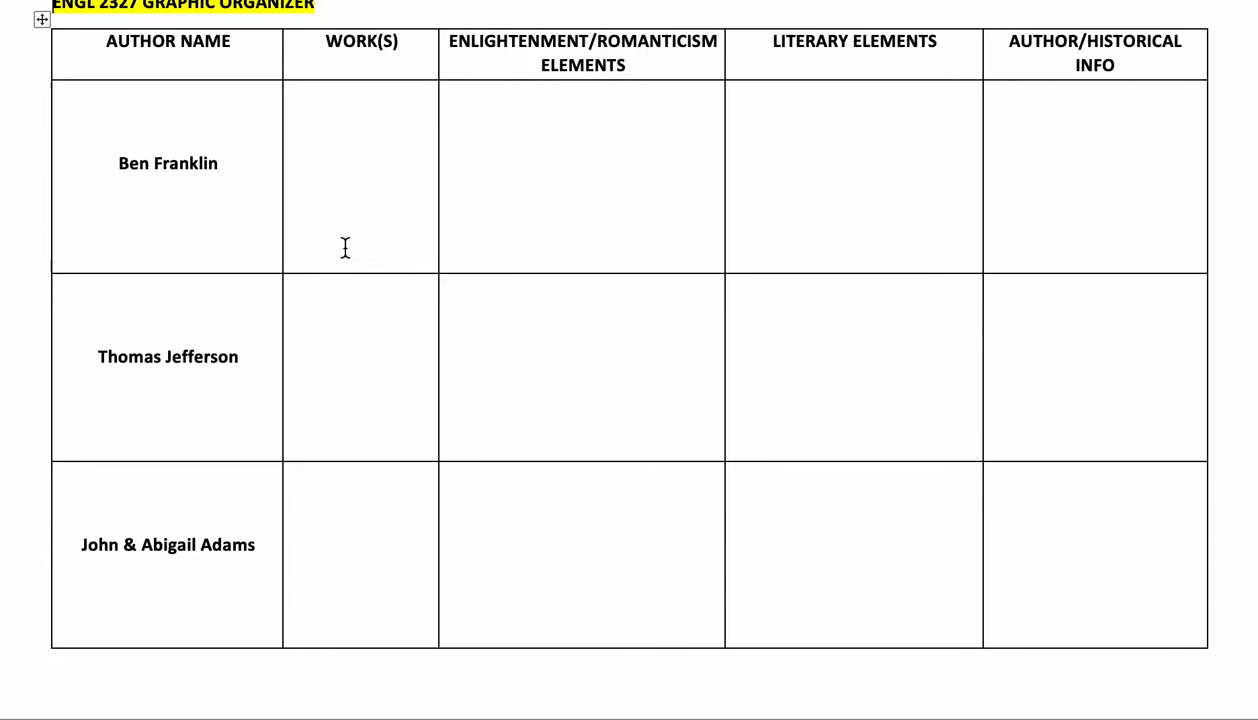 ENGL 2327 GRAPHIC ORGANIZER
AUTHOR NAME
WORK(S)
ENLIGHTENMENT/ROMANTICISM
ELEMENTS
LITERARY ELEMENTS
AUTHOR/HISTORICAL
INFO
Ben Franklin
Thomas Jefferson
John & Abigail Adams